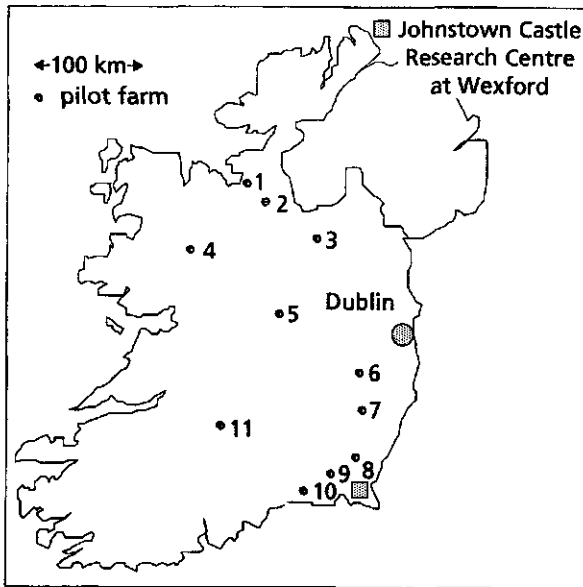 Johnstown Castle
Research Centre
at Wexford
100 km
pilot farm
1
2
3
4
Dublin
5
6
7
11
8
9
10